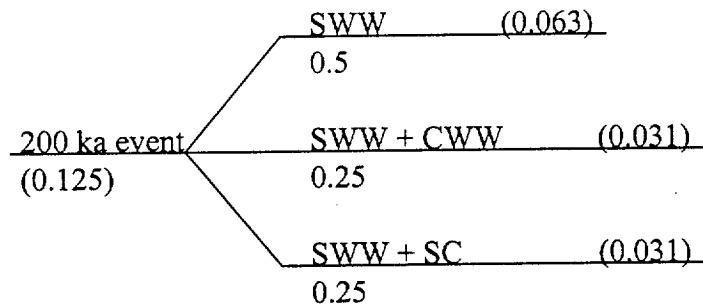 SWW (0.063)
0.5
200 ka event
(0.125)
SWW + CWW (0.031)
0.25
SWW + SC (0.031)
0.25